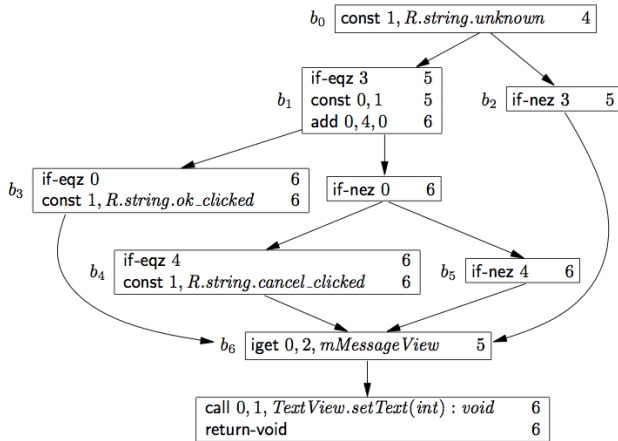 b0 const 1, R.string.unknown 4
b1 if-eqz 3 5
const 0, 1 5
add 0, 4, 0 6
b2 if-nez 3 5
b3 if-eqz 0 6
const 1, R.string.ok_clicked 6
if-nez 0 6
b4 if-eqz 4 6
const 1, R.string.cancel_clicked 6
b5 if-nez 4 6
b6 iget 0, 2, mMessageView 5
call 0, 1, TextView.setText(int) : void 6
return-void 6